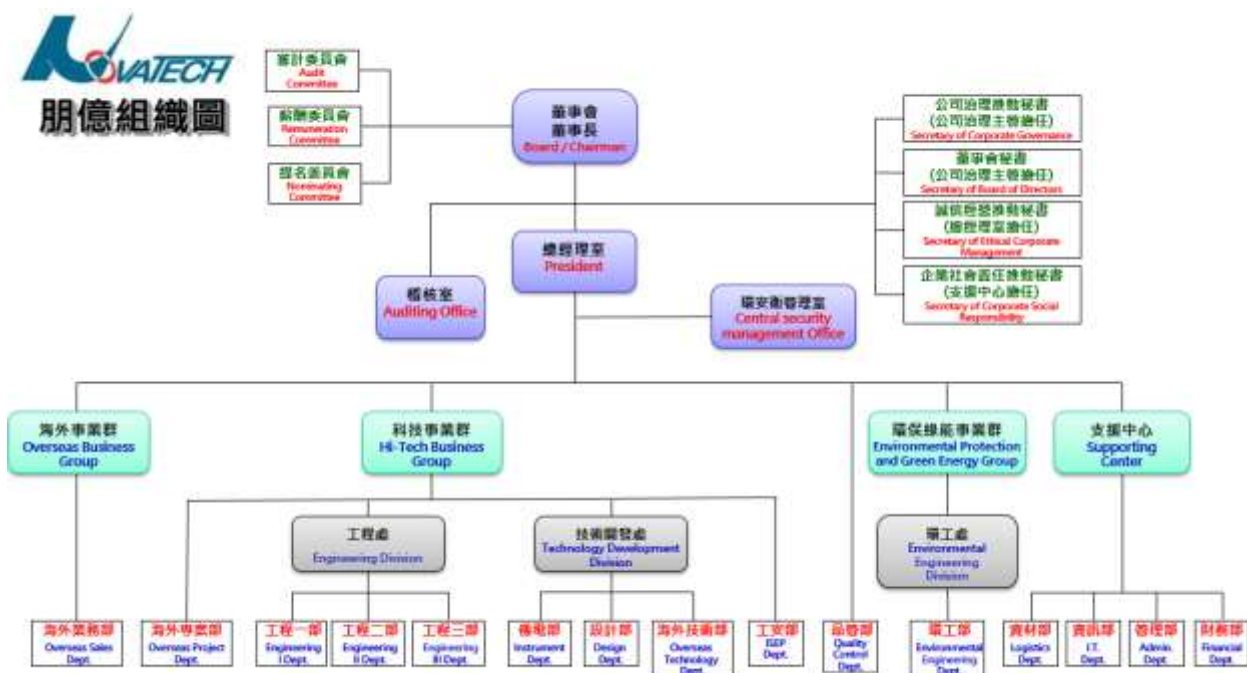 NOVATECH
朋億組織圖
審計委員會
Audit
Committee
薪酬委員會
Remuneration
Committee
提名委員會
Nominating
Committee
董事會
董事長
Board / Chairman
公司治理推動秘書
(公司治理主管擔任)
Secretary of Corporate Governance
董事會秘書
(公司治理主管擔任)
Secretary of Board of Directors
誠信經營推動秘書
(總經理室擔任)
Secretary of Ethical Corporate
Management
企業社會責任推動秘書
(支援中心擔任)
Secretary of Corporate Social
Responsibility
總經理室
President
稽核室
Auditing Office
環安衛管理室
Central security
management Office
海外事業群
Overseas Business
Group
科技事業群
Hi-Tech Business
Group
環保綠能事業群
Environmental Protection
and Green Energy Group
支援中心
Supporting
Center
工程處
Engineering Division
技術開發處
Technology Development
Division
環工處
Environmental
Engineering
Division
海外業務部
Overseas Sales
Dept.
海外專案部
Overseas Project
Dept.
工程一部
Engineering
I Dept.
工程二部
Engineering
II Dept.
工程三部
Engineering
III Dept.
儀電部
Instrument
Dept.
設計部
Design
Dept.
海外技術部
Overseas
Technology
Dept.
工安部
ISEP
Dept.
品管部
Quality
Control
Dept.
環工部
Environmental
Engineering Dept.
資材部
Logistics
Dept.
資訊部
I.T.
Dept.
管理部
Admin.
Dept.
財務部
Financial
Dept.